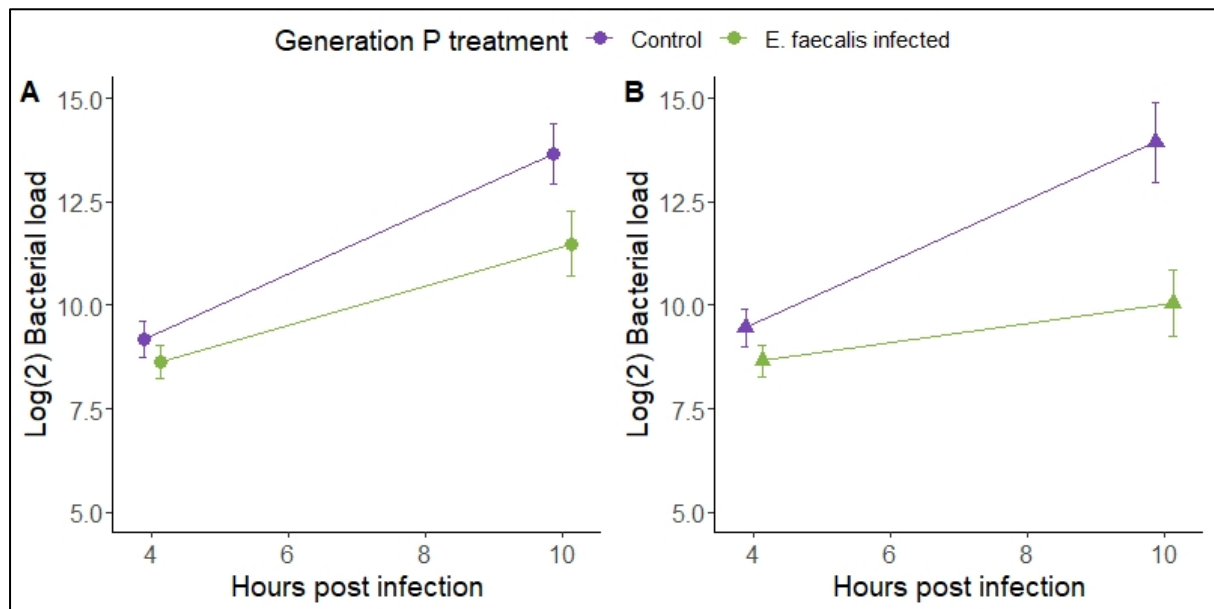 Generation P treatment Control E. faecalis infected
A
15.0
12.5
10.0
7.5
5.0
Log(2) Bacterial load
4 6 8 10
Hours post infection
B
15.0
12.5
10.0
7.5
5.0
Log(2) Bacterial load
4 6 8 10
Hours post infection